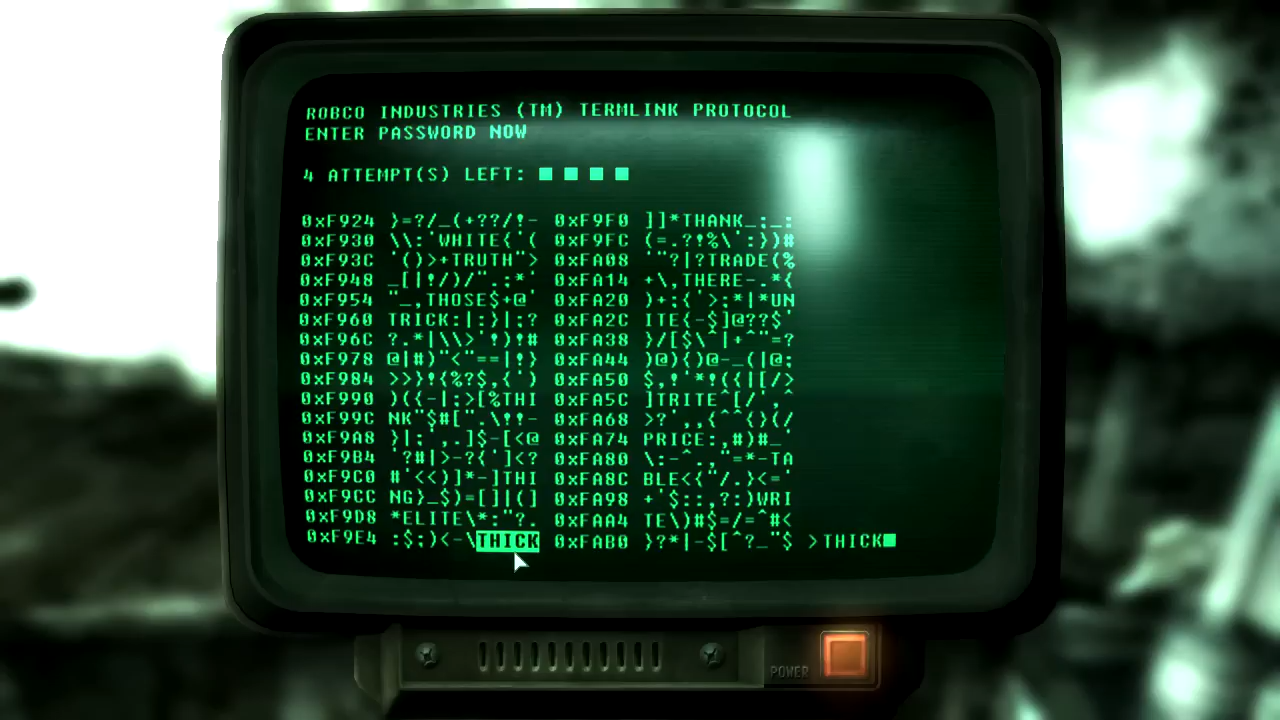 ROBCO INDUSTRIES (TM) TERMLINK PROTOCOL
ENTER PASSWORD NOW
4 ATTEMPT(S) LEFT: ■ ■ ■ ■
0xF924 }=?/_(+??/!- 0xF9F0 ]]*THANK_;_:
0xF930 \\:'WHITE{'( 0xF9FC (=.?!%\':})#
0xF93C '()>+TRUTH"> 0xFA08 '"?|?TRADE(%
0xF948 _[|!/)/".:*' 0xFA14 +\,THERE-.*{
0xF954 "_,THOSE$+@' 0xFA20 )+:{'>:*|*UN
0xF960 TRICK:|:}|;? 0xFA2C ITE{-$]@??$'
0xF96C ?.*|\\>'!)!# 0xFA38 }/[$\^|+^"=?
0xF978 @|#)"<"==|!} 0xFA44 )@){)@-_(|@;
0xF984 >>}!{%?$,{') 0xFA50 $,!'*!({|[/>
0xF990 )({-|:>[%THI 0xFA5C ]TRITE^[/',^
0xF99C NK"$#[".\!!- 0xFA68 >?',,{^^{}(/
0xF9A8 }|;',.]$-[<@ 0xFA74 PRICE:,#)#_'
0xF9B4 '?#|>-?{']<? 0xFA80 \:-^.,"=*-TA
0xF9C0 #'<<)]*-]THI 0xFA8C BLE<{"/.}<='
0xF9CC NG}_$)=[]|(] 0xFA98 +'$::,?:)WRI
0xF9D8 *ELITE\*:"?. 0xFAA4 TE\)#$=/=^#<
0xF9E4 :$;)<-\THICK 0xFAB0 }?*|-$[^?_"$ >THICK■
POWER